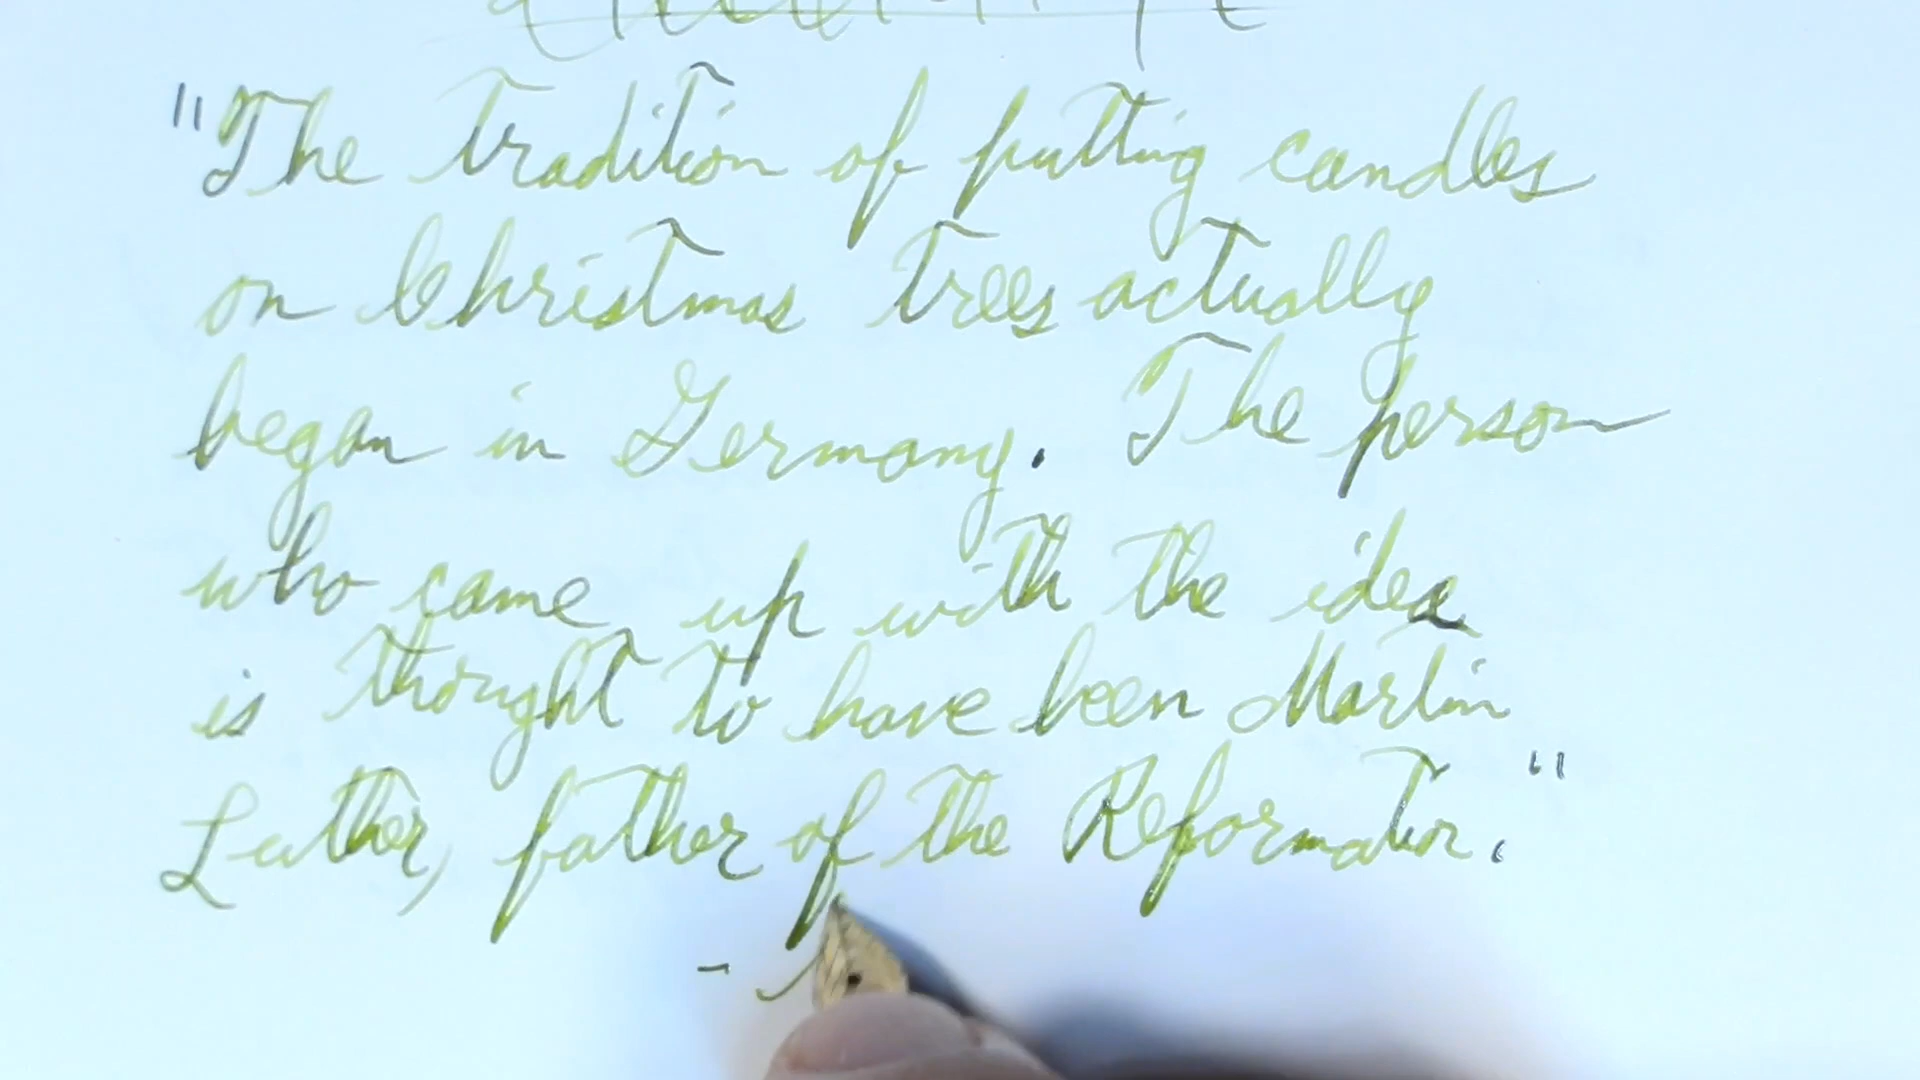 "The tradition of putting candles
on Christmas trees actually
began in Germany. The person
who came up with the idea
is thought to have been Martin
Luther, father of the Reformation."
-